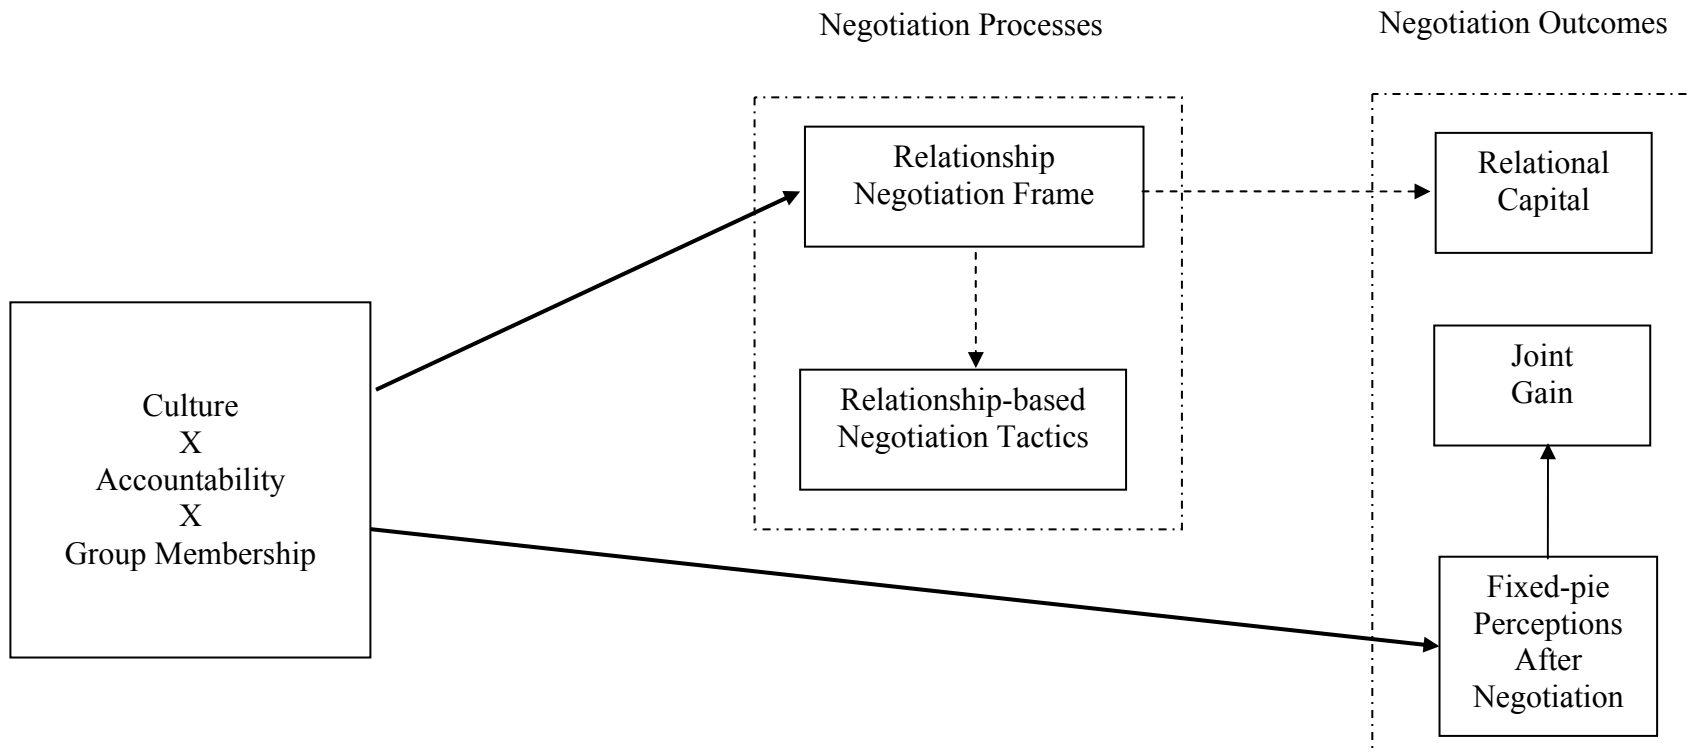 Negotiation Processes
Negotiation Outcomes
Relationship
Negotiation Frame
Relational
Capital
Joint
Gain
Culture
X
Accountability
X
Group Membership
Relationship-based
Negotiation Tactics
Fixed-pie
Perceptions
After
Negotiation